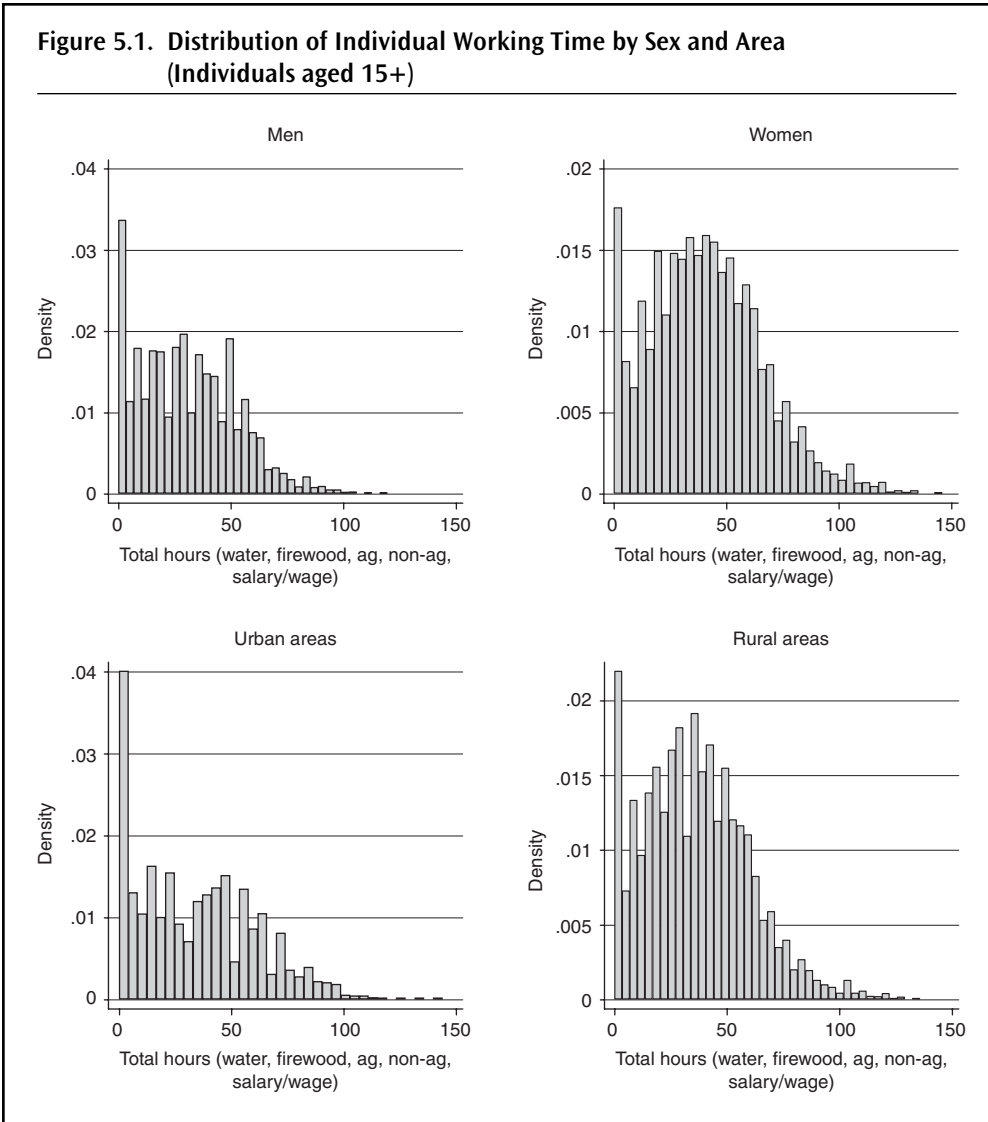 Figure 5.1. Distribution of Individual Working Time by Sex and Area
(Individuals aged 15+)
Men
.04
.03
.02
.01
0
Density
0 50 100 150
Total hours (water, firewood, ag, non-ag,
salary/wage)
Women
.02
.015
.01
.005
0
Density
0 50 100 150
Total hours (water, firewood, ag, non-ag,
salary/wage)
Urban areas
.04
.03
.02
.01
0
Density
0 50 100 150
Total hours (water, firewood, ag, non-ag,
salary/wage)
Rural areas
.02
.015
.01
.005
0
Density
0 50 100 150
Total hours (water, firewood, ag, non-ag,
salary/wage)